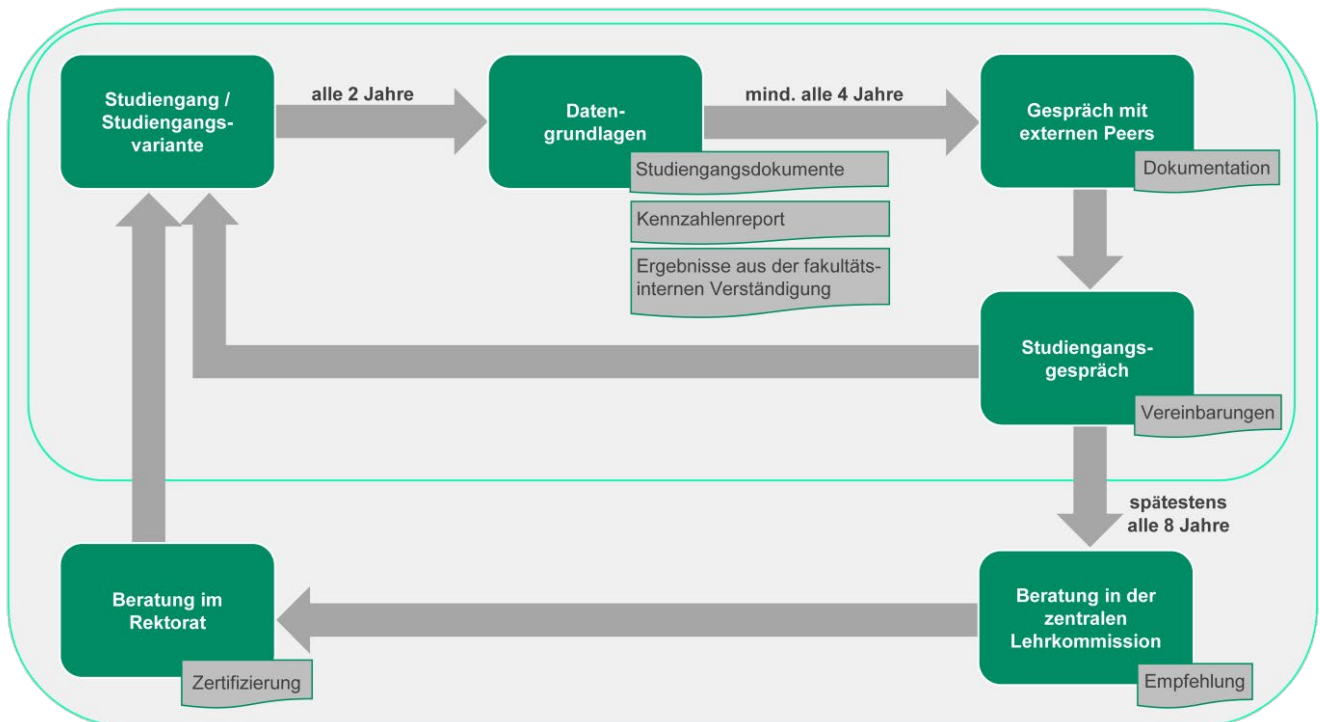 Studiengang /
Studiengangs-
variante
alle 2 Jahre
Daten-
grundlagen
Studiengangsdokumente
Kennzahlenreport
Ergebnisse aus der fakultäts-
internen Verständigung
mind. alle 4 Jahre
Gespräch mit
externen Peers
Dokumentation
Studiengangs-
gespräch
Vereinbarungen
spätestens
alle 8 Jahre
Beratung in der
zentralen
Lehrkommission
Empfehlung
Beratung im
Rektorat
Zertifizierung